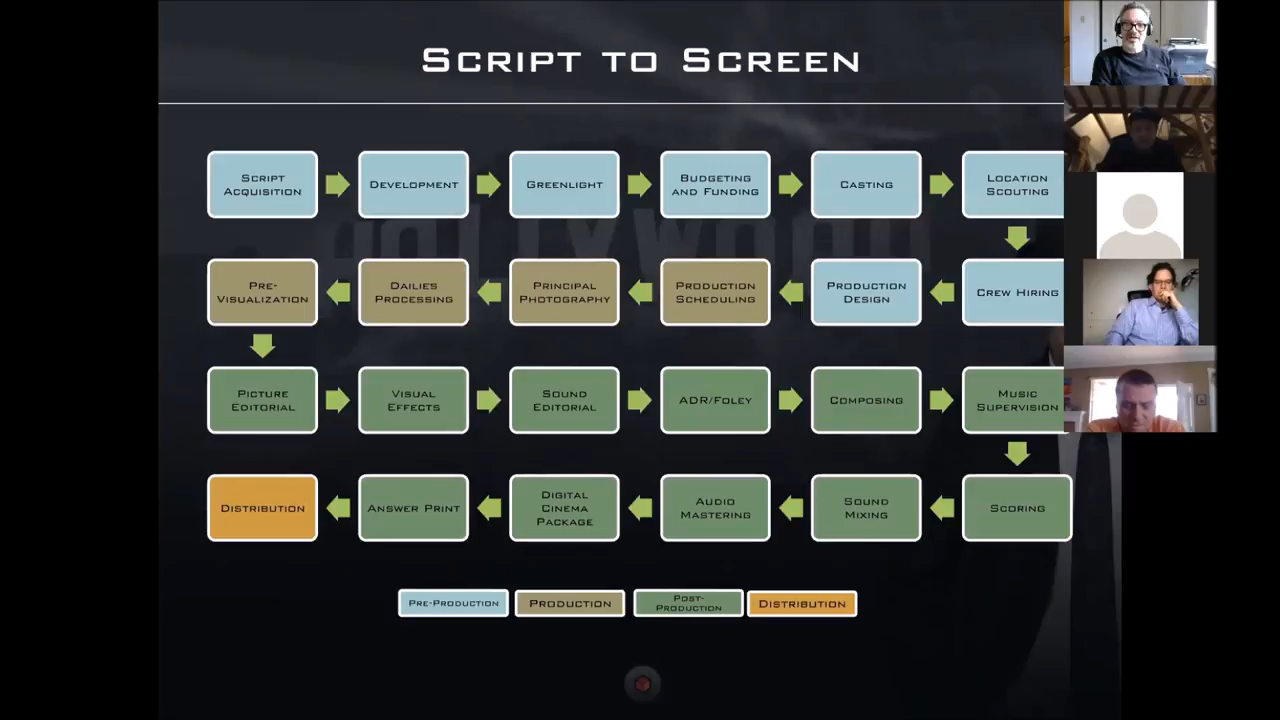 SCRIPT TO SCREEN
SCRIPT
ACQUISITION
DEVELOPMENT
GREENLIGHT
BUDGETING
AND FUNDING
CASTING
LOCATION
SCOUTING
PRE-
VISUALIZATION
DAILIES
PROCESSING
PRINCIPAL
PHOTOGRAPHY
PRODUCTION
SCHEDULING
PRODUCTION
DESIGN
CREW HIRING
PICTURE
EDITORIAL
VISUAL
EFFECTS
SOUND
EDITORIAL
ADR/FOLEY
COMPOSING
MUSIC
SUPERVISION
DISTRIBUTION
ANSWER PRINT
DIGITAL
CINEMA
PACKAGE
AUDIO
MASTERING
SOUND
MIXING
SCORING
PRE-PRODUCTION
PRODUCTION
POST-
PRODUCTION
DISTRIBUTION
HOLLYWOOD